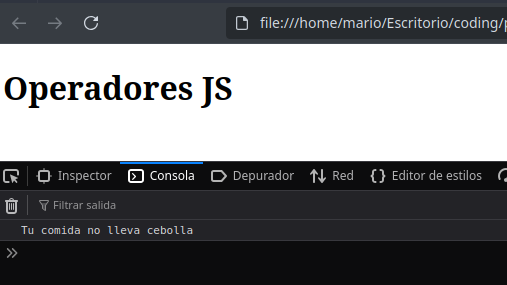 file:///home/mario/Escritorio/coding/
Operadores JS
Inspector Consola Depurador Red Editor de estilos
Filtrar salida
Tu comida no lleva cebolla